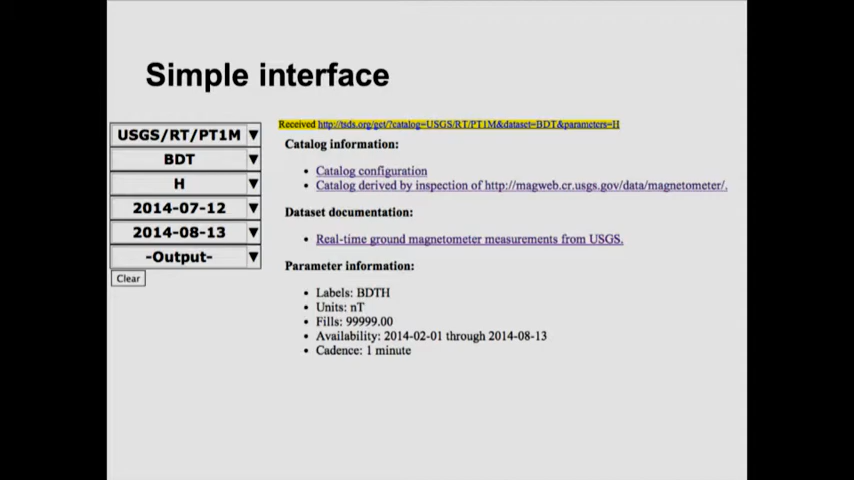 Simple interface
USGS/RT/PT1M
BDT
H
2014-07-12
2014-08-13
-Output-
Clear
Received http://tsds.org/get/?catalog=USGS/RT/PT1M&dataset=BDT&parameters=H
Catalog information:
• Catalog configuration
• Catalog derived by inspection of http://magweb.cr.usgs.gov/data/magnetometer/.
Dataset documentation:
• Real-time ground magnetometer measurements from USGS.
Parameter information:
• Labels: BDTH
• Units: nT
• Fills: 99999.00
• Availability: 2014-02-01 through 2014-08-13
• Cadence: 1 minute